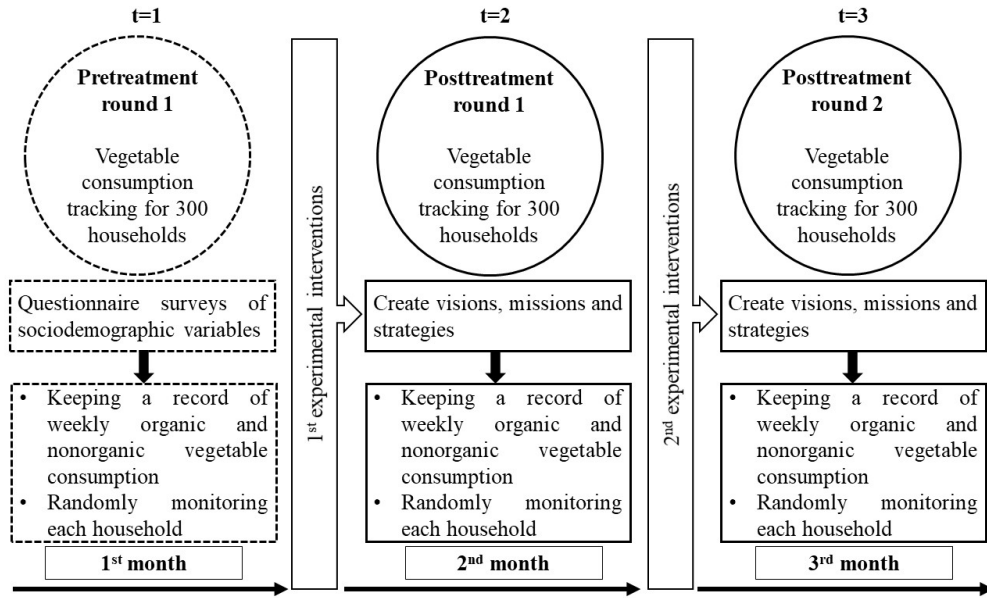 t=1
Pretreatment
round 1
Vegetable
consumption
tracking for 300
households
Questionnaire surveys of
sociodemographic variables
• Keeping a record of
weekly organic and
nonorganic vegetable
consumption
• Randomly monitoring
each household
1st month
1st experimental interventions
t=2
Posttreatment
round 1
Vegetable
consumption
tracking for 300
households
Create visions, missions and
strategies
• Keeping a record of
weekly organic and
nonorganic vegetable
consumption
• Randomly monitoring
each household
2nd month
2nd experimental interventions
t=3
Posttreatment
round 2
Vegetable
consumption
tracking for 300
households
Create visions, missions and
strategies
• Keeping a record of
weekly organic and
nonorganic vegetable
consumption
• Randomly monitoring
each household
3rd month